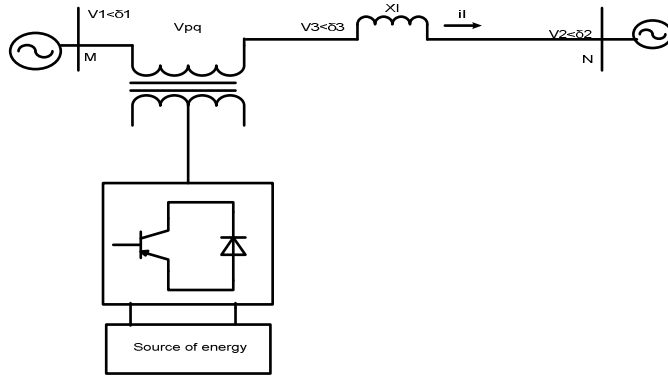 V1<δ1
Vpq
V3<δ3
Xl
il
V2<δ2
M
N
Source of energy